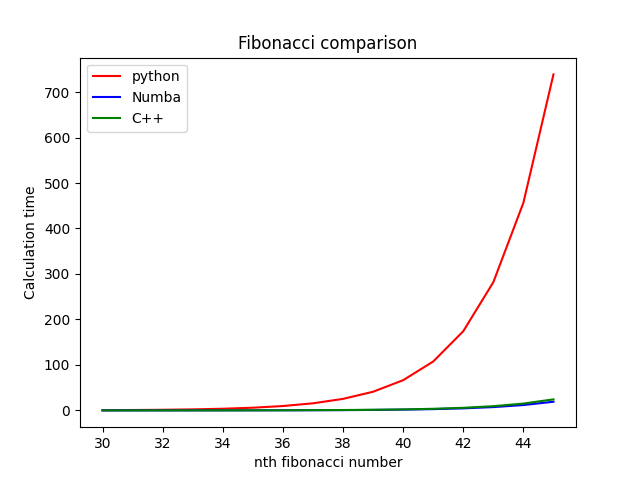 Fibonacci comparison
python
Numba
C++
Calculation time
700
600
500
400
300
200
100
0
30 32 34 36 38 40 42 44
nth fibonacci number